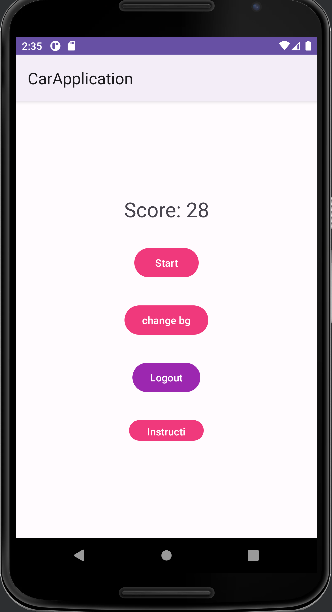 2:35
CarApplication
Score: 28
Start
change bg
Logout
Instructi